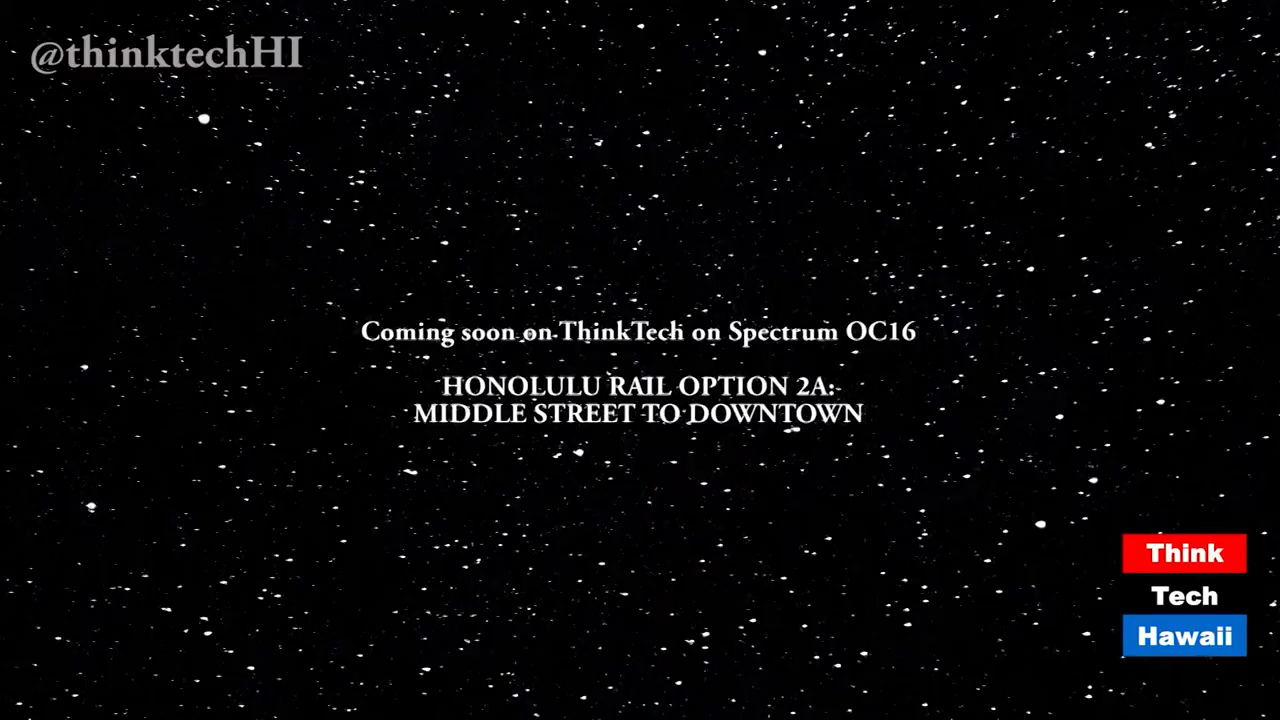 @thinktechHI
Coming soon on ThinkTech on Spectrum OC16
HONOLULU RAIL OPTION 2A:
MIDDLE STREET TO DOWNTOWN
Think
Tech
Hawaii